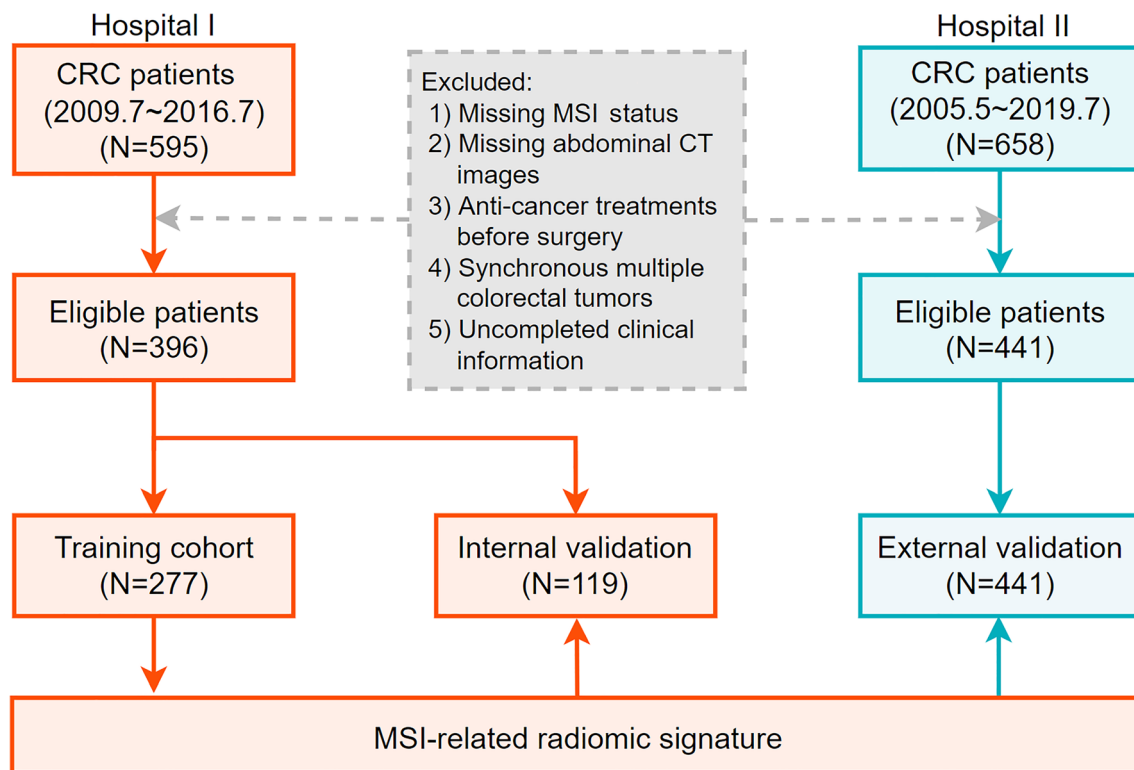 Hospital I
Hospital II
CRC patients
(2009.7~2016.7)
(N=595)
Excluded:
1) Missing MSI status
2) Missing abdominal CT
images
3) Anti-cancer treatments
before surgery
4) Synchronous multiple
colorectal tumors
5) Uncompleted clinical
information
CRC patients
(2005.5~2019.7)
(N=658)
Eligible patients
(N=396)
Eligible patients
(N=441)
Training cohort
(N=277)
Internal validation
(N=119)
External validation
(N=441)
MSI-related radiomic signature